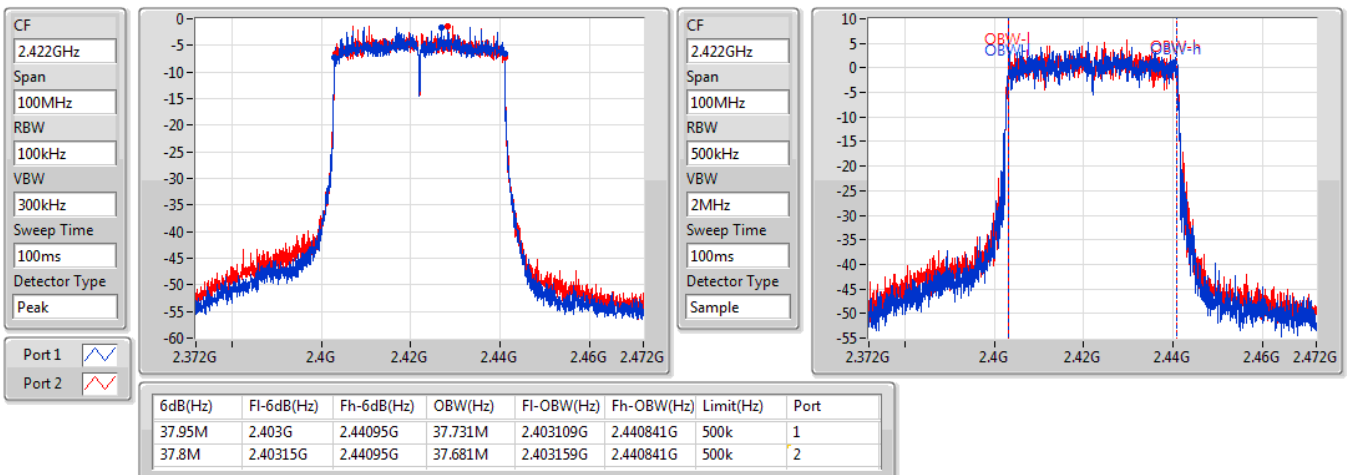 CF
2.422GHz
Span
100MHz
RBW
100kHz
VBW
300kHz
Sweep Time
100ms
Detector Type
Peak
Port 1
Port 2
0
-5
-10
-15
-20
-25
-30
-35
-40
-45
-50
-55
-60
2.372G 2.4G 2.42G 2.44G 2.46G 2.472G
CF
2.422GHz
Span
100MHz
RBW
500kHz
VBW
2MHz
Sweep Time
100ms
Detector Type
Sample
10
5
0
-5
-10
-15
-20
-25
-30
-35
-40
-45
-50
-55
OBW-l OBW-h
OBW-l OBW-h
2.372G 2.4G 2.42G 2.44G 2.46G 2.472G
6dB(Hz) Fl-6dB(Hz) Fh-6dB(Hz) OBW(Hz) Fl-OBW(Hz) Fh-OBW(Hz) Limit(Hz) Port
37.95M 2.403G 2.44095G 37.731M 2.403109G 2.440841G 500k 1
37.8M 2.40315G 2.44095G 37.681M 2.403159G 2.440841G 500k 2